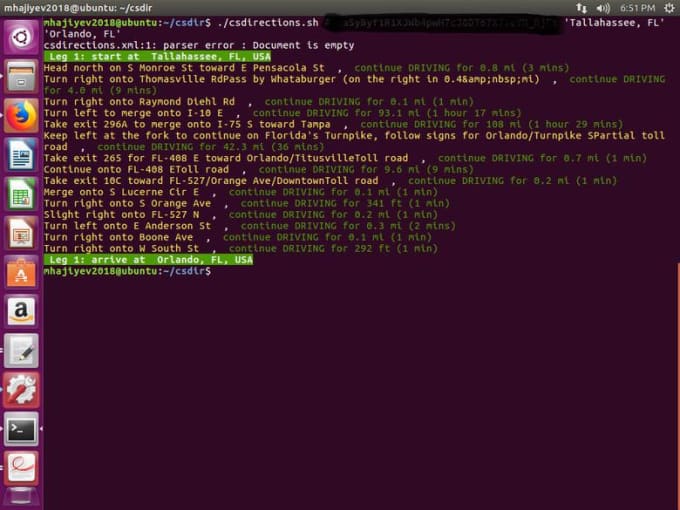 mhajiyev2018@ubuntu: ~/csdir
6:51 PM
mhajiyev2018@ubuntu:~/csdir$ ./csdirections.sh 'Tallahassee, FL'
'Orlando, FL'
csdirections.xml:1: parser error : Document is empty
Leg 1: start at  Tallahassee, FL, USA
Head north on S Monroe St toward E Pensacola St  ,  continue DRIVING for 0.8 mi (3 mins)
Turn right onto Thomasville RdPass by Whataburger (on the right in 0.4&amp;nbsp;mi)  ,  continue DRIVING
for 4.0 mi (9 mins)
Turn right onto Raymond Diehl Rd  ,  continue DRIVING for 0.1 mi (1 min)
Turn left to merge onto I-10 E  ,  continue DRIVING for 93.1 mi (1 hour 17 mins)
Take exit 296A to merge onto I-75 S toward Tampa  ,  continue DRIVING for 108 mi (1 hour 29 mins)
Keep left at the fork to continue on Florida's Turnpike, follow signs for Orlando/Turnpike SPartial toll
road  ,  continue DRIVING for 42.3 mi (36 mins)
Take exit 265 for FL-408 E toward Orlando/TitusvilleToll road  ,  continue DRIVING for 0.7 mi (1 min)
Continue onto FL-408 EToll road  ,  continue DRIVING for 9.6 mi (9 mins)
Take exit 10C toward FL-527/Orange Ave/DowntownToll road  ,  continue DRIVING for 0.2 mi (1 min)
Merge onto S Lucerne Cir E  ,  continue DRIVING for 0.1 mi (1 min)
Turn right onto S Orange Ave  ,  continue DRIVING for 341 ft (1 min)
Slight right onto FL-527 N  ,  continue DRIVING for 0.2 mi (1 min)
Turn left onto E Anderson St  ,  continue DRIVING for 0.3 mi (2 mins)
Turn right onto Boone Ave  ,  continue DRIVING for 0.1 mi (1 min)
Turn right onto W South St  ,  continue DRIVING for 292 ft (1 min)
Leg 1: arrive at  Orlando, FL, USA
mhajiyev2018@ubuntu:~/csdir$